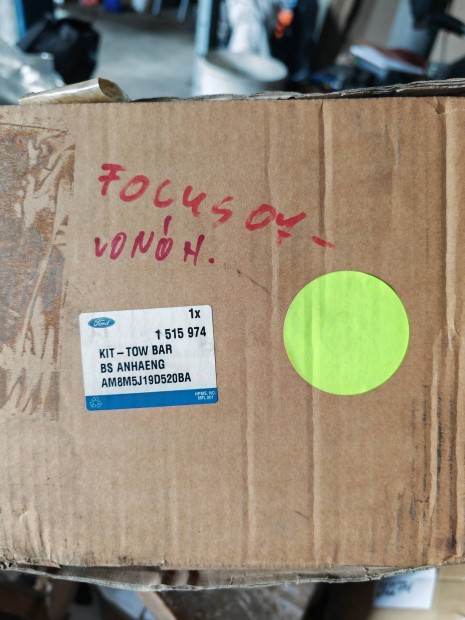 FOCUS 04-
VONÓH.
Ford
1x
1 515 974
KIT – TOW BAR
BS ANHAENG
AM8M5J19D520BA